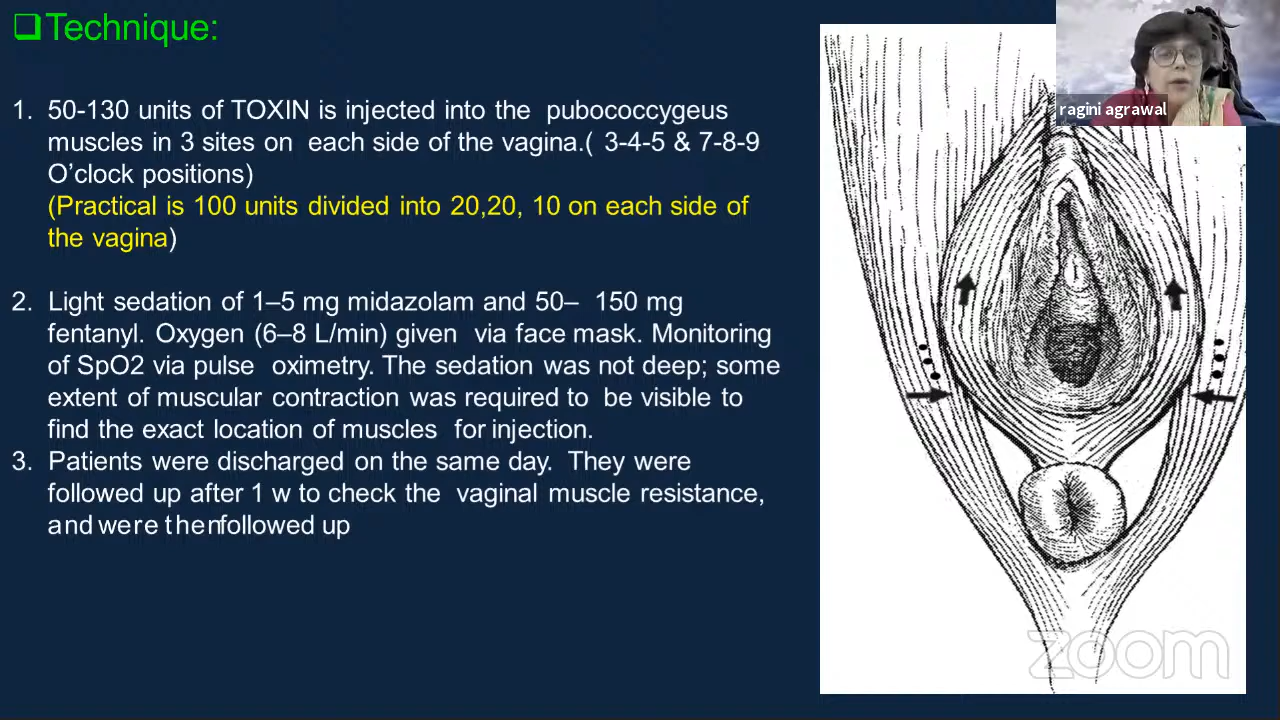 ❑Technique:
1. 50-130 units of TOXIN is injected into the pubococcygeus
muscles in 3 sites on each side of the vagina.( 3-4-5 & 7-8-9
O’clock positions)
(Practical is 100 units divided into 20,20, 10 on each side of
the vagina)
2. Light sedation of 1–5 mg midazolam and 50– 150 mg
fentanyl. Oxygen (6–8 L/min) given via face mask. Monitoring
of SpO2 via pulse oximetry. The sedation was not deep; some
extent of muscular contraction was required to be visible to
find the exact location of muscles for injection.
3. Patients were discharged on the same day. They were
followed up after 1 w to check the vaginal muscle resistance,
and were thenfollowed up
ragini agrawal
zoom